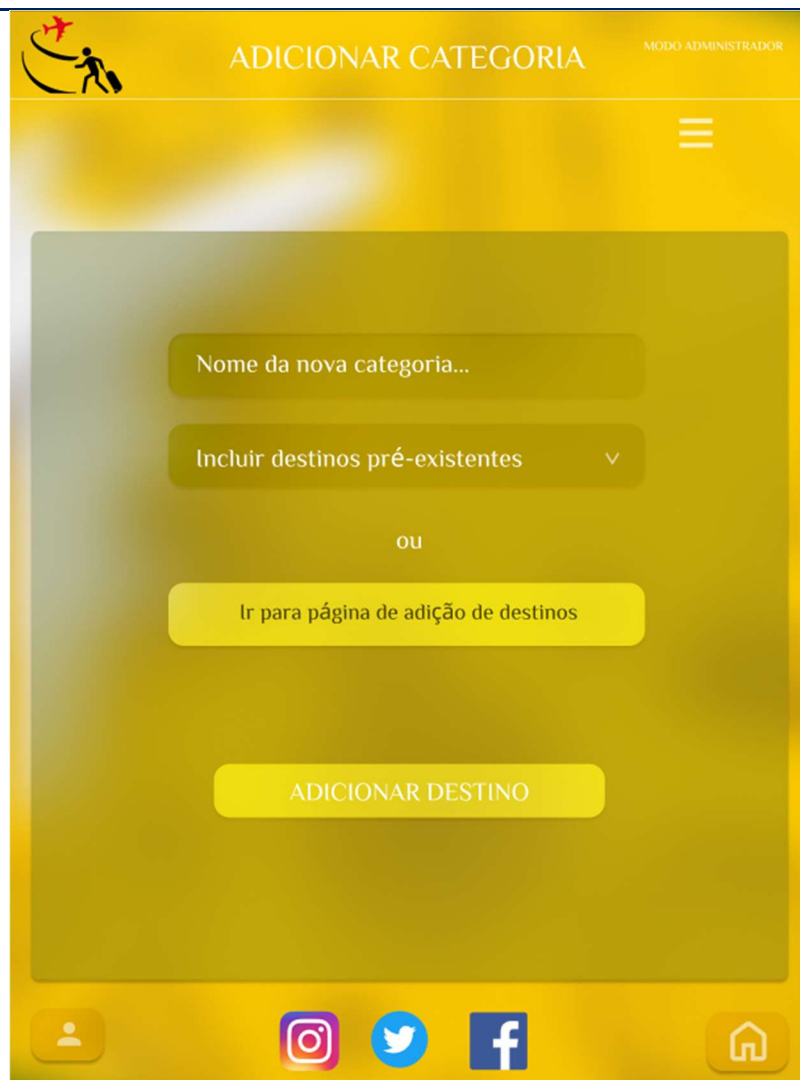 ADICIONAR CATEGORIA
MODO ADMINISTRADOR
Nome da nova categoria...
Incluir destinos pré-existentes
ou
Ir para página de adição de destinos
ADICIONAR DESTINO